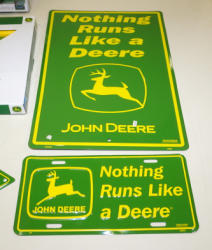 Nothing
Runs
Like a
Deere
JOHN DEERE
Nothing
Runs Like
a Deere
JOHN DEERE